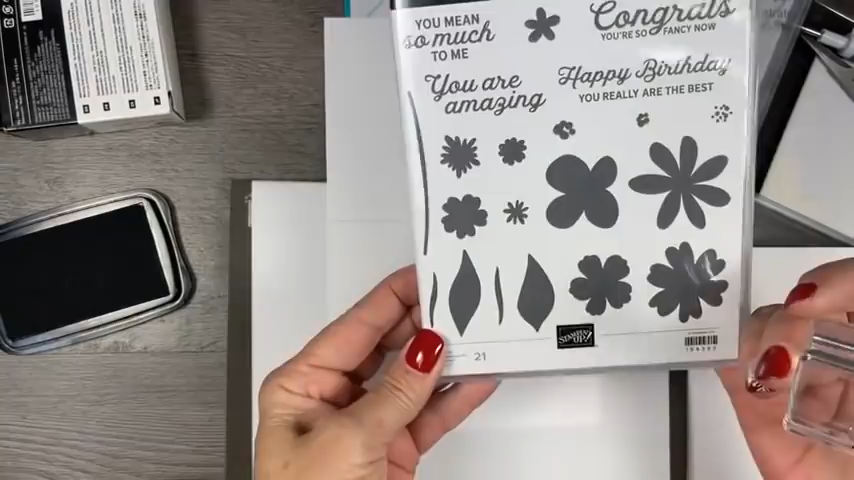 YOU MEAN
so much
TO ME
Congrats
YOU'RE SO FANCY NOW
You are
amazing
Happy Birthday
YOU REALLY ARE THE BEST
21
STAMPIN' UP!